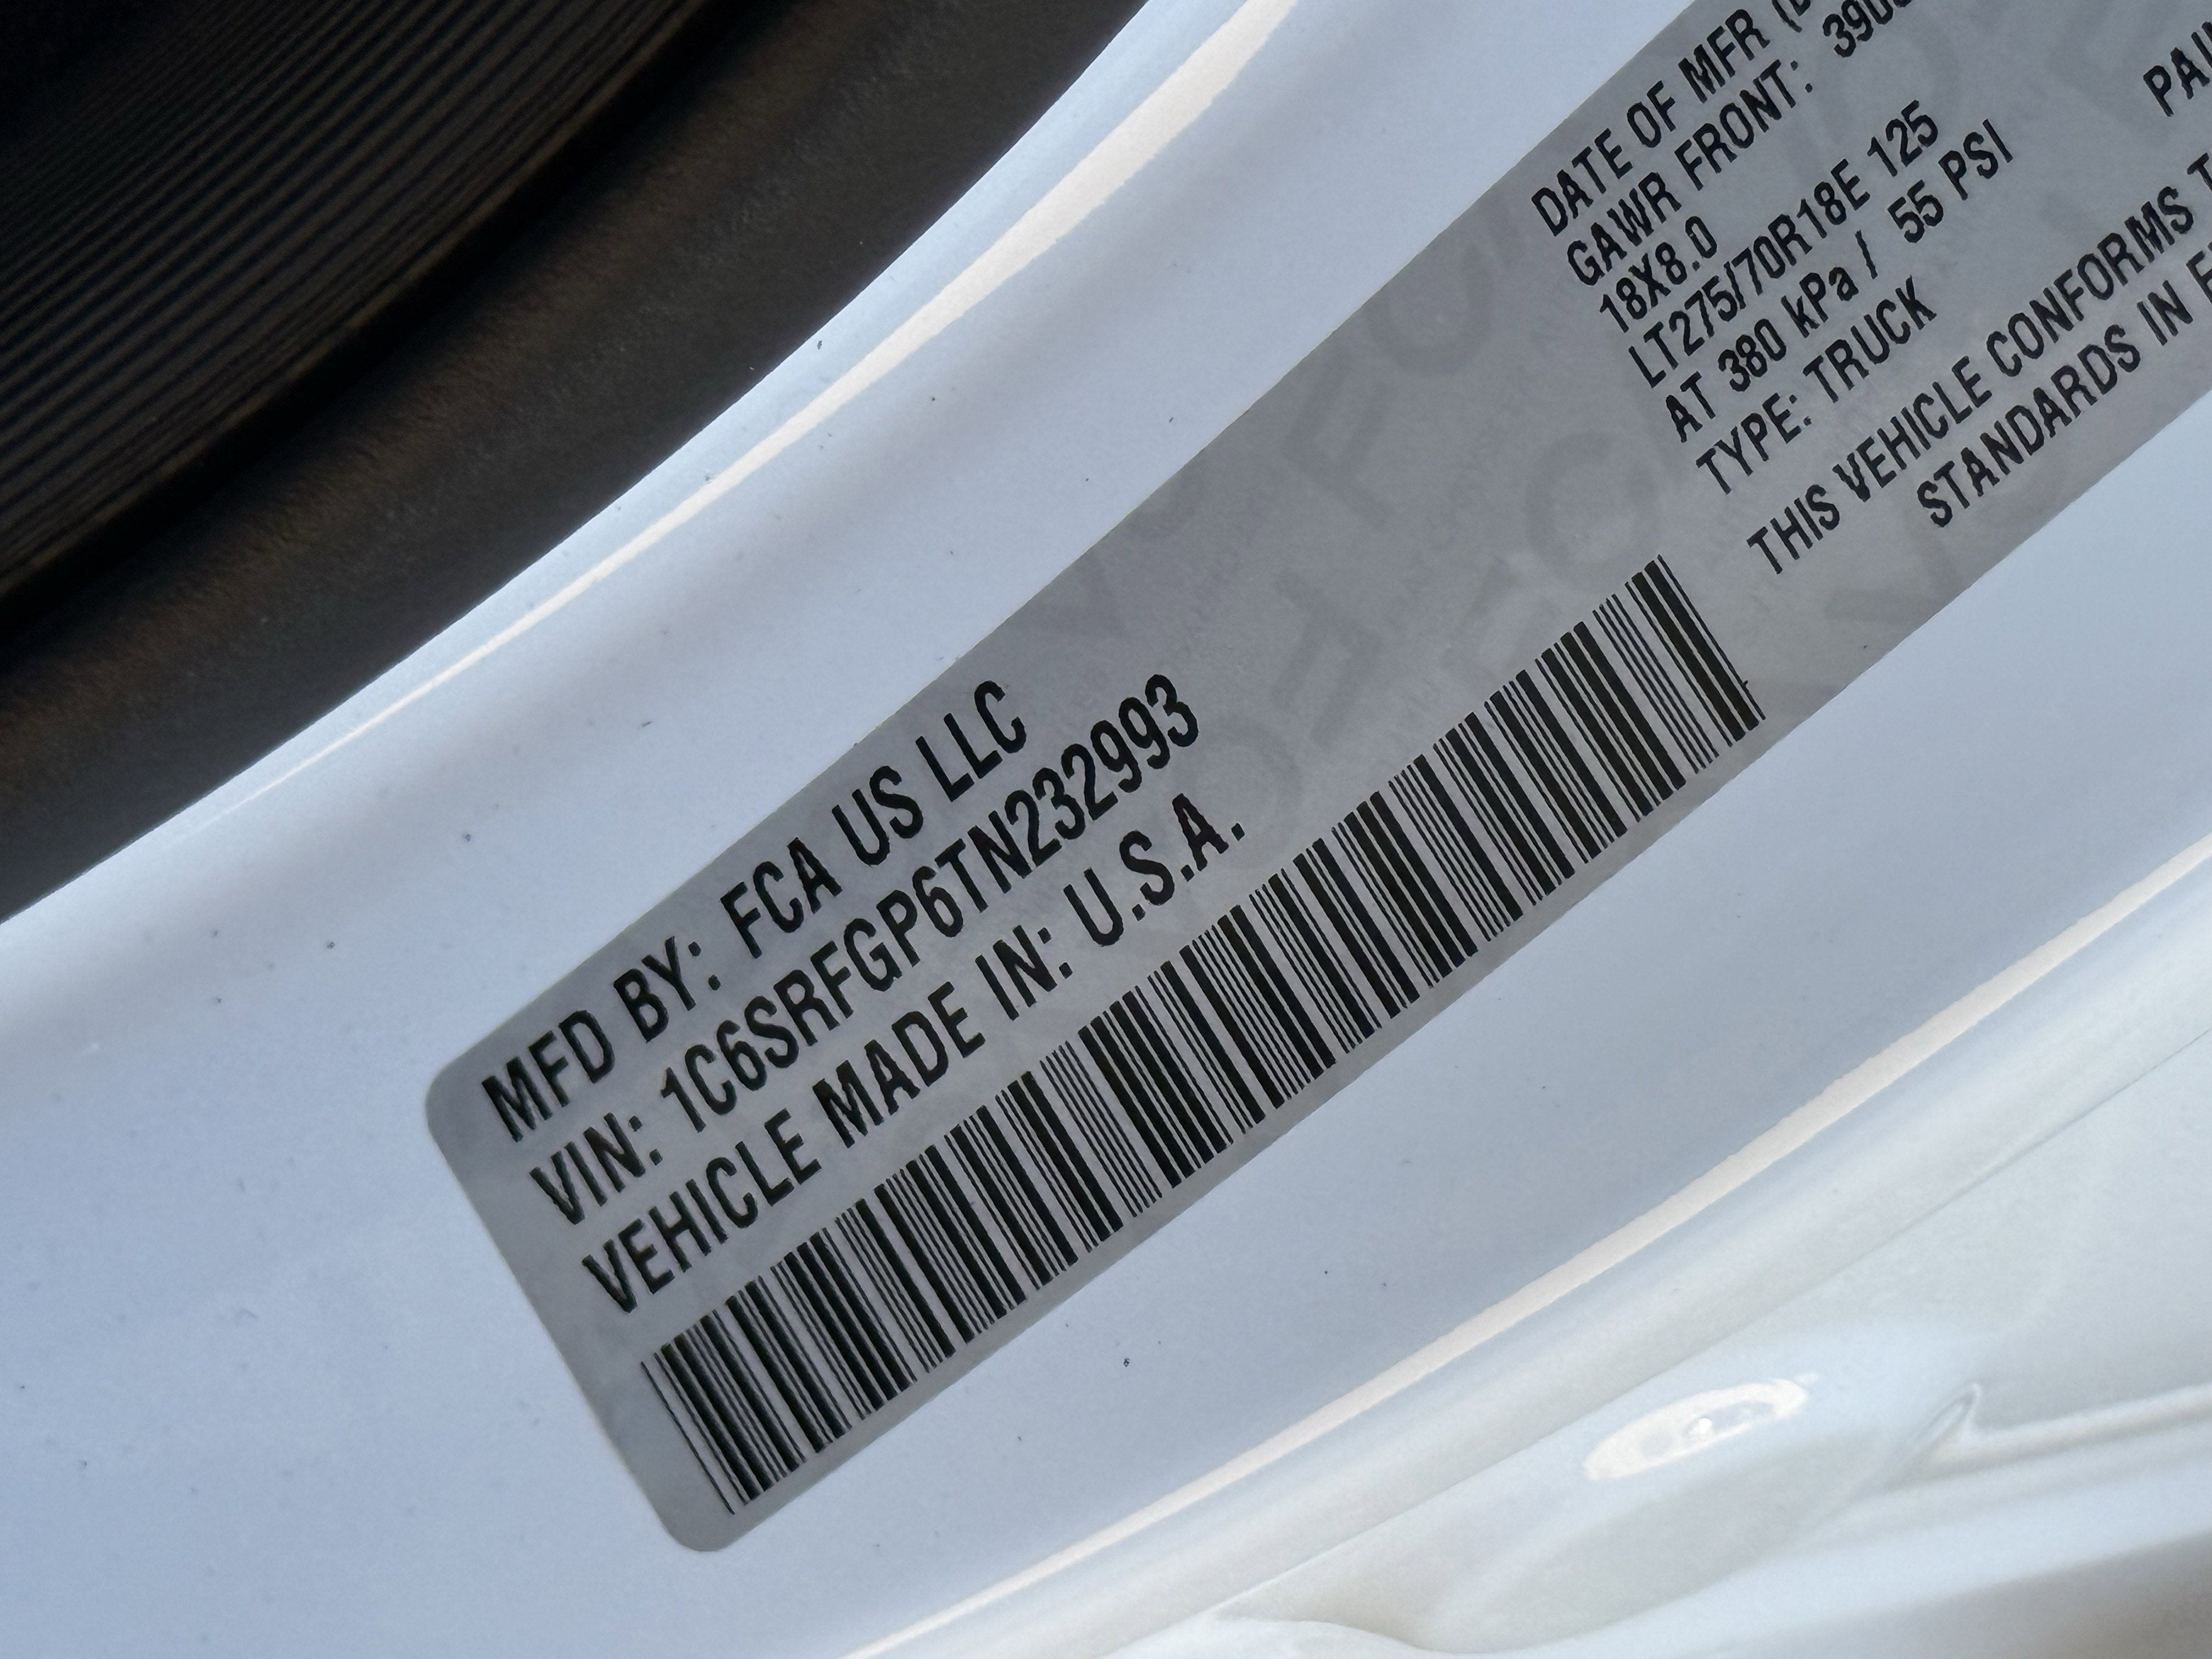 MFD BY: FCA US LLC
VIN: 1C6SRFGP6TN232993
VEHICLE MADE IN: U.S.A.
DATE OF MFR
GAWR FRONT:
18X8.0
LT275/70R18E 125
AT 380 kPa / 55 PSI
TYPE: TRUCK
THIS VEHICLE CONFORMS
STANDARDS IN